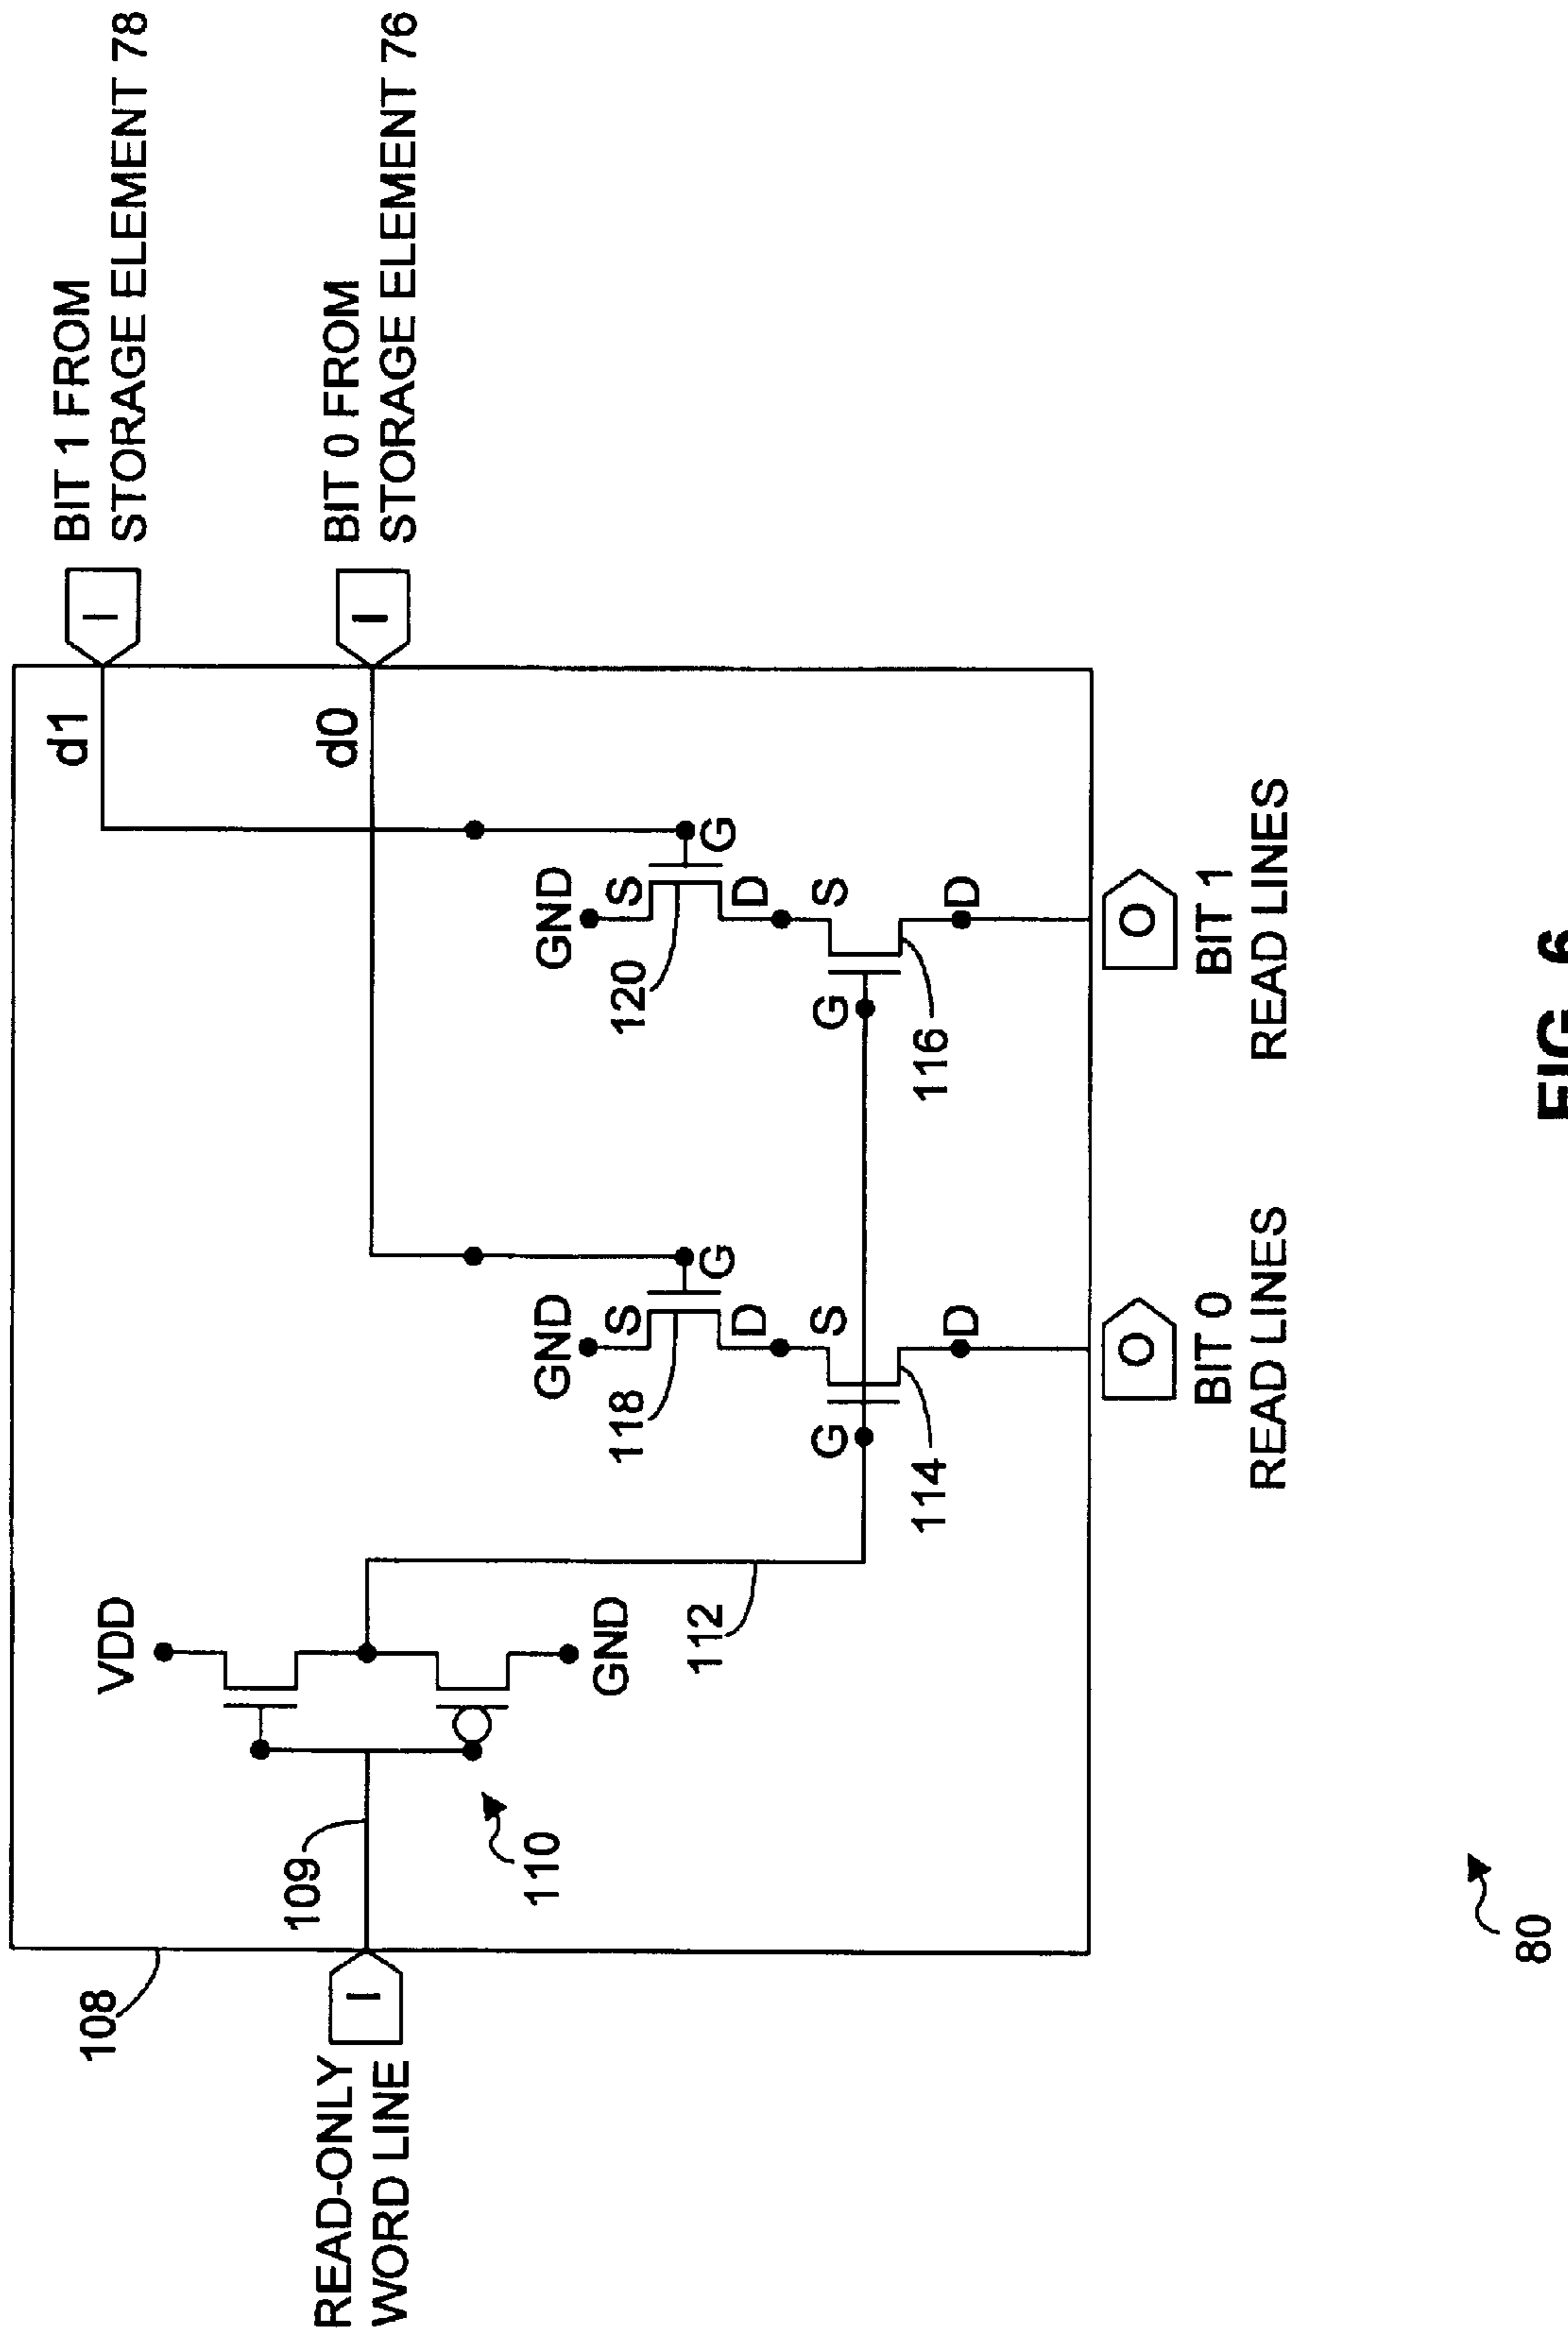 BIT 1 FROM
STORAGE ELEMENT 78
BIT 0 FROM
STORAGE ELEMENT 76
I
I
d1
d0
108
READ-ONLY
WORD LINE
I
109
110
VDD
GND
112
GND
S
G
D
118
S
G
D
114
GND
S
G
D
120
S
G
D
116
O
BIT 0
READ LINES
O
BIT 1
READ LINES
80
FIG. 6